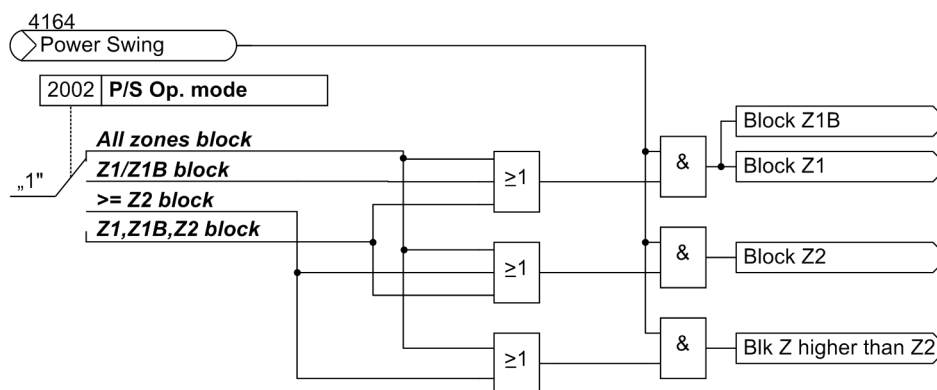 4164
Power Swing
2002 P/S Op. mode
All zones block
Z1/Z1B block
„1"
>= Z2 block
Z1,Z1B,Z2 block
≥1
≥1
≥1
&
&
&
Block Z1B
Block Z1
Block Z2
Blk Z higher than Z2